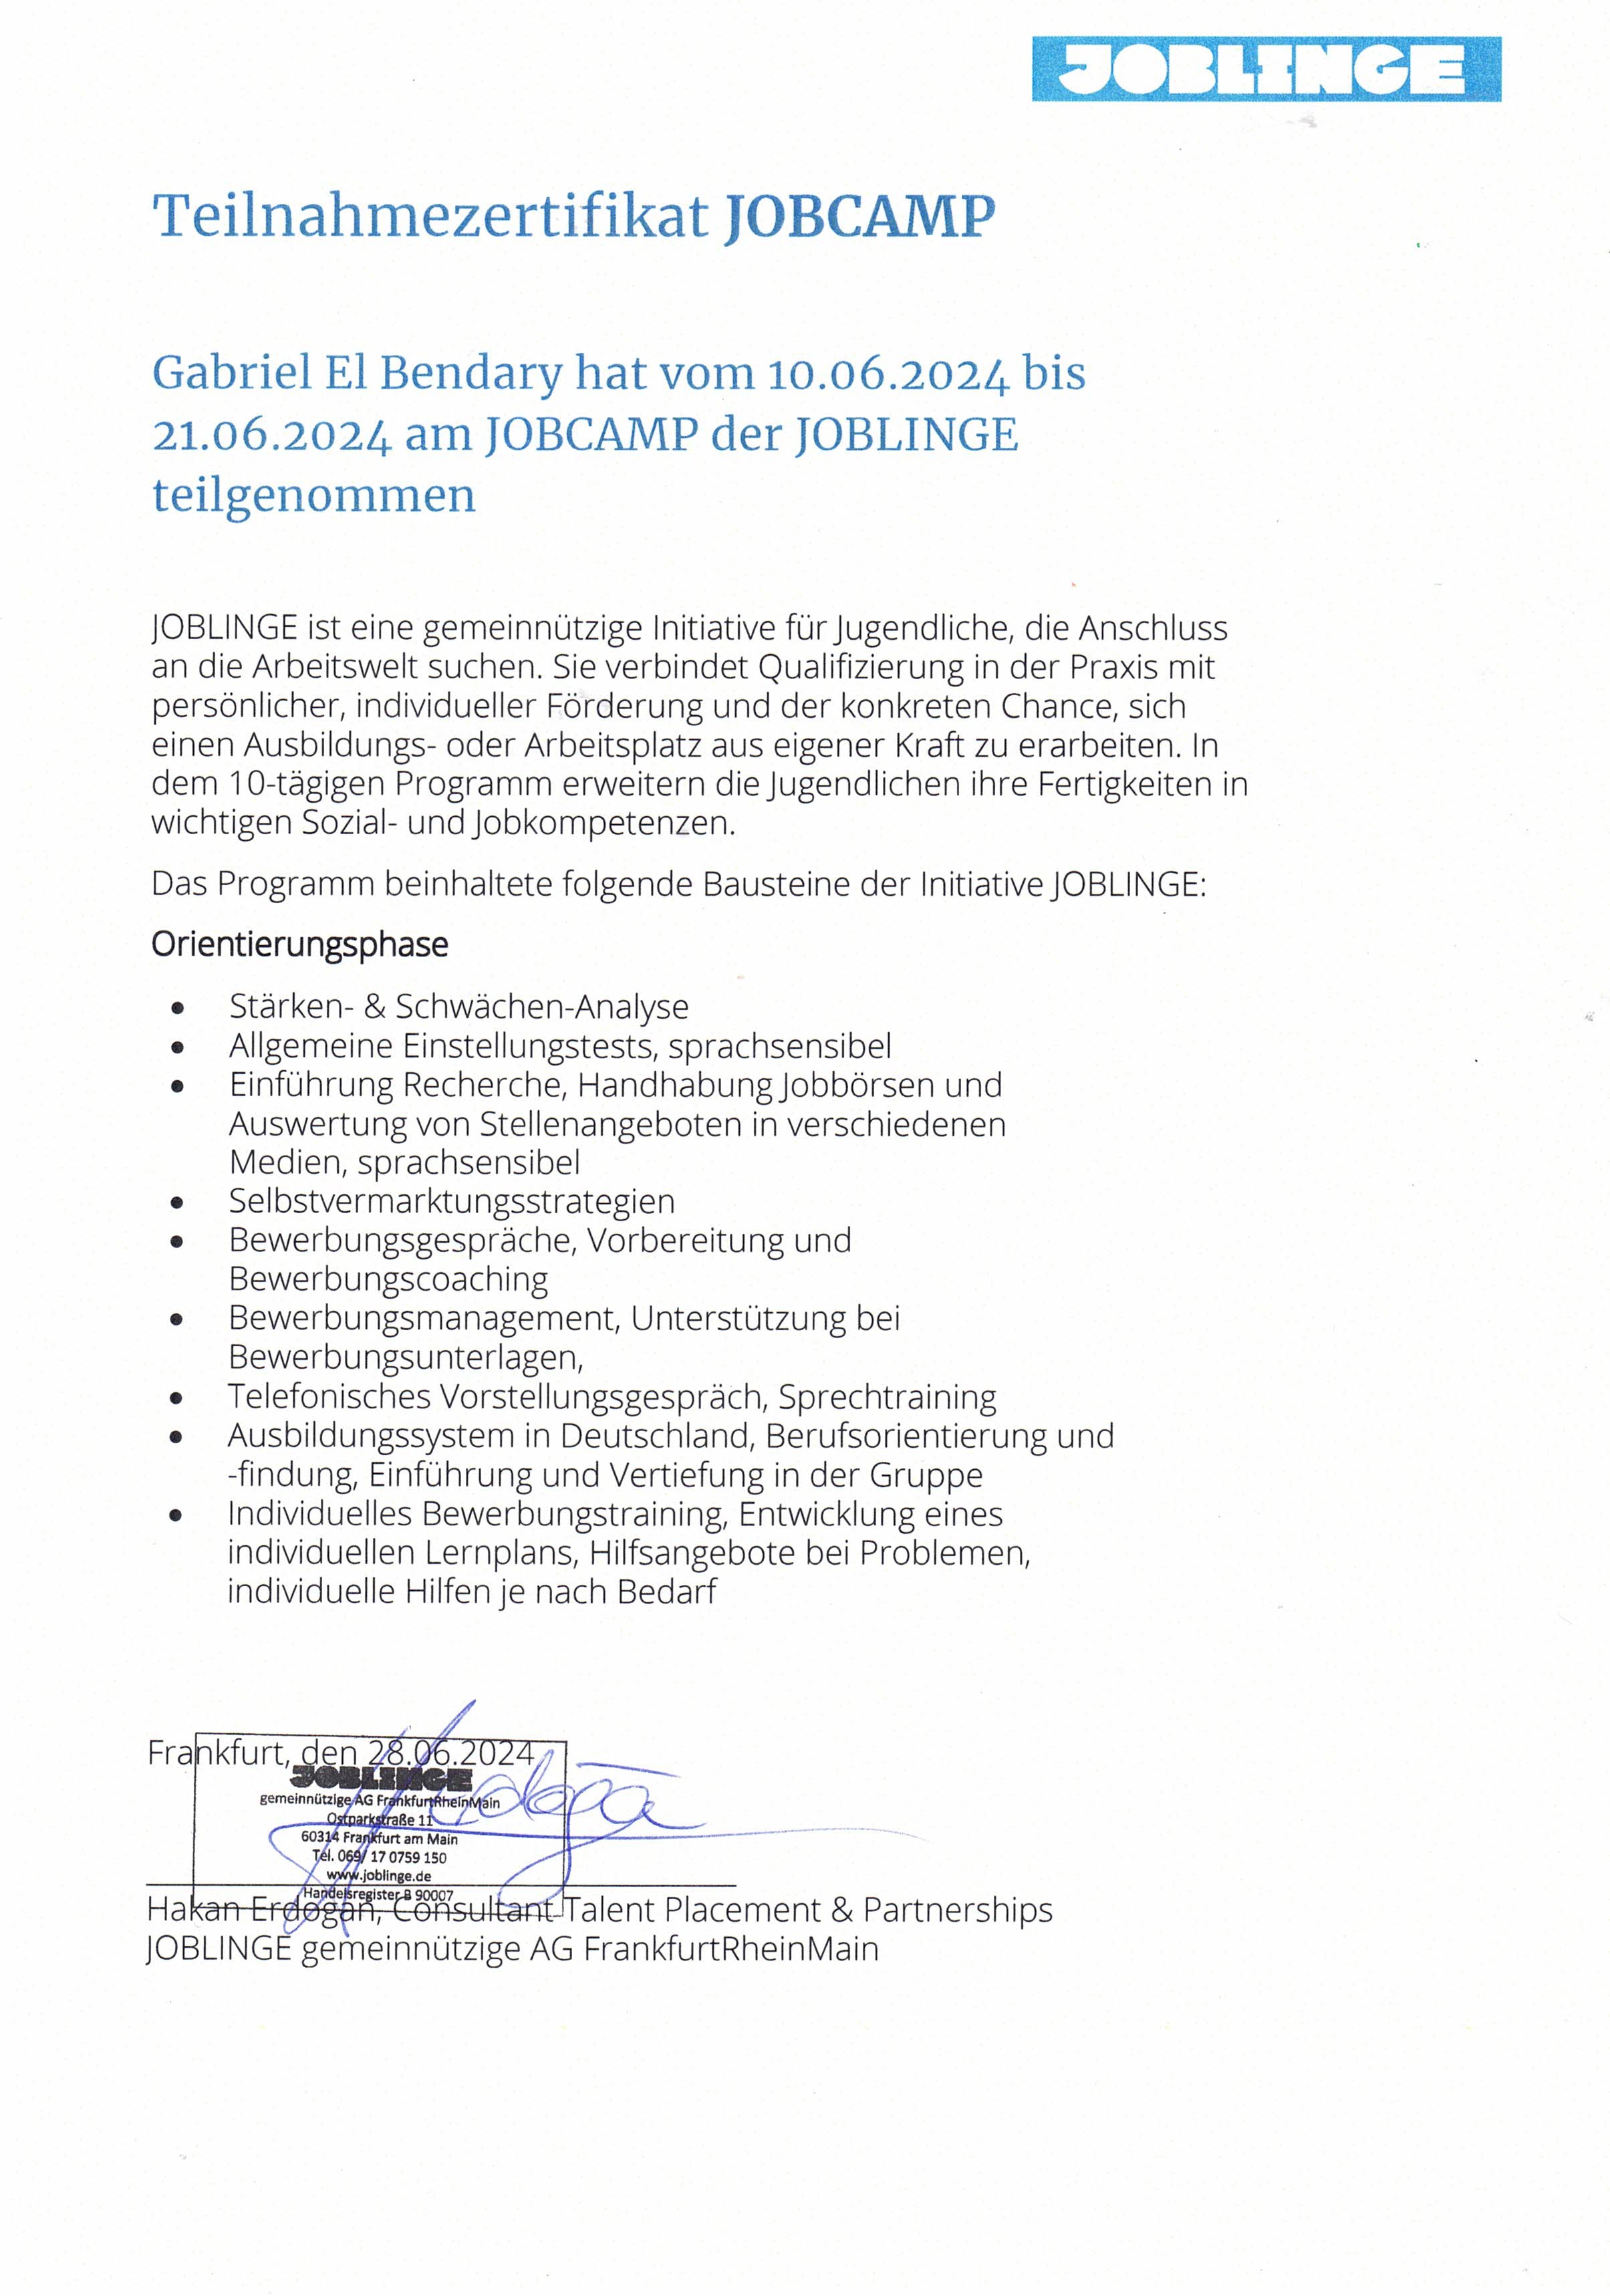 JOBLINGE
Teilnahmezertifikat JOBCAMP
Gabriel El Bendary hat vom 10.06.2024 bis
21.06.2024 am JOBCAMP der JOBLINGE
teilgenommen
JOBLINGE ist eine gemeinnützige Initiative für Jugendliche, die Anschluss
an die Arbeitswelt suchen. Sie verbindet Qualifizierung in der Praxis mit
persönlicher, individueller Förderung und der konkreten Chance, sich
einen Ausbildungs- oder Arbeitsplatz aus eigener Kraft zu erarbeiten. In
dem 10-tägigen Programm erweitern die Jugendlichen ihre Fertigkeiten in
wichtigen Sozial- und Jobkompetenzen.
Das Programm beinhaltete folgende Bausteine der Initiative JOBLINGE:
Orientierungsphase
• Stärken- & Schwächen-Analyse
• Allgemeine Einstellungstests, sprachsensibel
• Einführung Recherche, Handhabung Jobbörsen und
Auswertung von Stellenangeboten in verschiedenen
Medien, sprachsensibel
• Selbstvermarktungsstrategien
• Bewerbungsgespräche, Vorbereitung und
Bewerbungscoaching
• Bewerbungsmanagement, Unterstützung bei
Bewerbungsunterlagen,
• Telefonisches Vorstellungsgespräch, Sprechtraining
• Ausbildungssystem in Deutschland, Berufsorientierung und
-findung, Einführung und Vertiefung in der Gruppe
• Individuelles Bewerbungstraining, Entwicklung eines
individuellen Lernplans, Hilfsangebote bei Problemen,
individuelle Hilfen je nach Bedarf
Frankfurt, den 28.06.2024
JOBLINGE
gemeinnützige AG FrankfurtRheinMain
Ostparkstraße 11
60314 Frankfurt am Main
Tel. 069/ 17 0759 150
www.joblinge.de
Handelsregister B 90007
Hakan Erdogan, Consultant Talent Placement & Partnerships
JOBLINGE gemeinnützige AG FrankfurtRheinMain